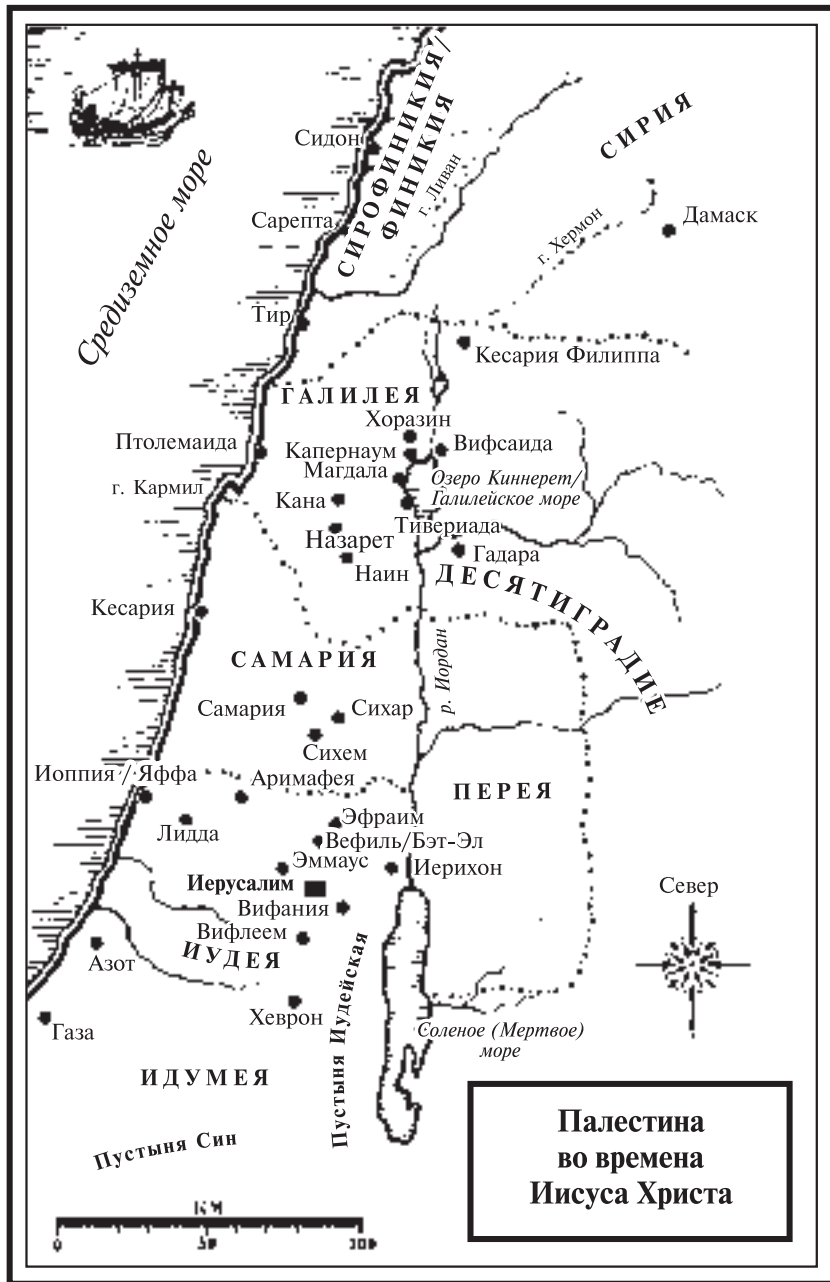 СИРОФИНИКИЯ/
ФИНИКИЯ
СИРИЯ
Сидон
г. Ливан
Средиземное море
Сарепта
Дамаск
г. Хермон
Тир
Кесария Филиппа
ГАЛИЛЕЯ
Хоразин
Птолемаида
Капернаум
Вифсаида
Магдала
Озеро Киннерет/
Галилейское море
г. Кармил
Кана
Тивериада
Назарет
Гадара
Наин
ДЕСЯТИГРАДИЕ
Кесария
р. Иордан
САМАРИЯ
Самария
Сихар
Сихем
Иоппия / Яффа
Аримафея
ПЕРЕЯ
Лидда
Эфраим
Вефиль/Бэт-Эл
Эммаус
Иерихон
Иерусалим
Север
Вифания
Вифлеем
ИУДЕЯ
Азот
Пустыня Иудейская
Хеврон
Газа
Соленое (Мертвое)
море
ИДУМЕЯ
Пустыня Син
Палестина
во времена
Иисуса Христа
КМ
0 50 100